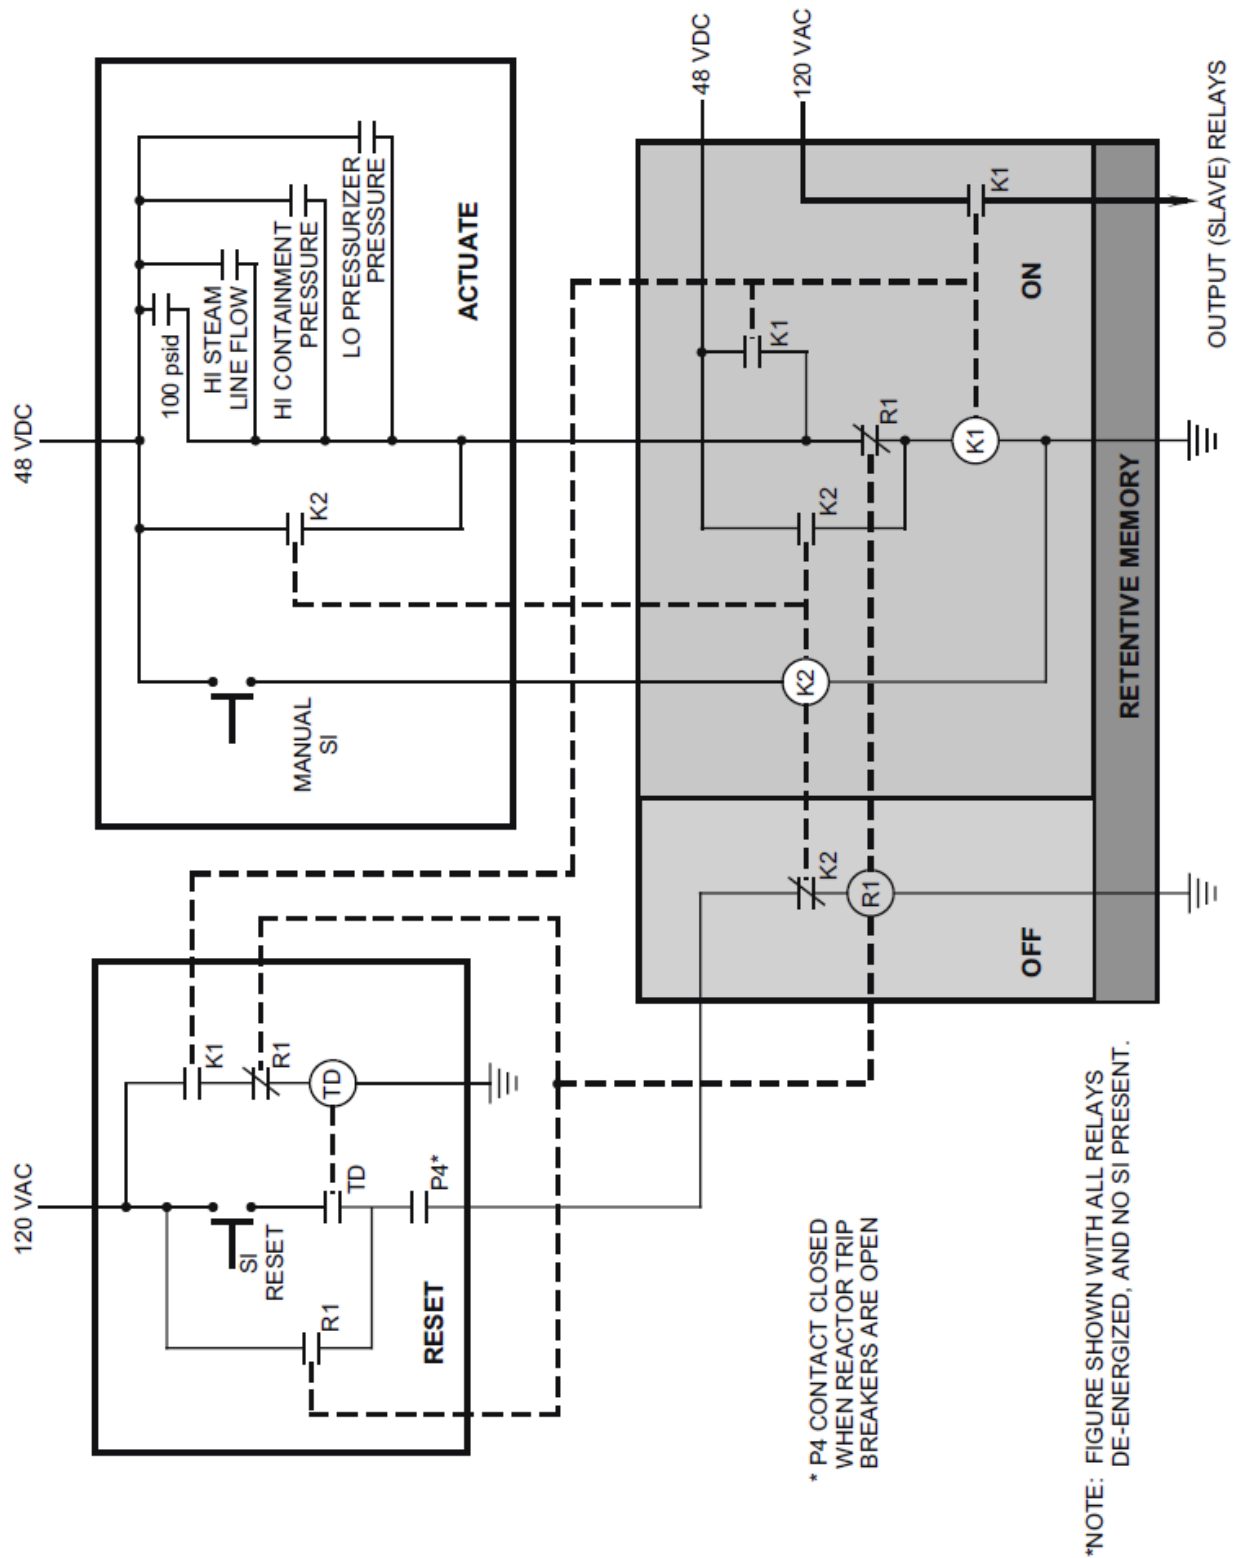 120 VAC
48 VDC
K1
R1
TD
SI
RESET
TD
R1
P4*
RESET
MANUAL
SI
K2
100 psid
HI STEAM
LINE FLOW
HI CONTAINMENT
PRESSURE
LO PRESSURIZER
PRESSURE
ACTUATE
48 VDC
120 VAC
K2
R1
OFF
K2
K2
K1
R1
K1
K1
ON
RETENTIVE MEMORY
OUTPUT (SLAVE) RELAYS
* P4 CONTACT CLOSED
WHEN REACTOR TRIP
BREAKERS ARE OPEN
*NOTE: FIGURE SHOWN WITH ALL RELAYS
DE-ENERGIZED, AND NO SI PRESENT.